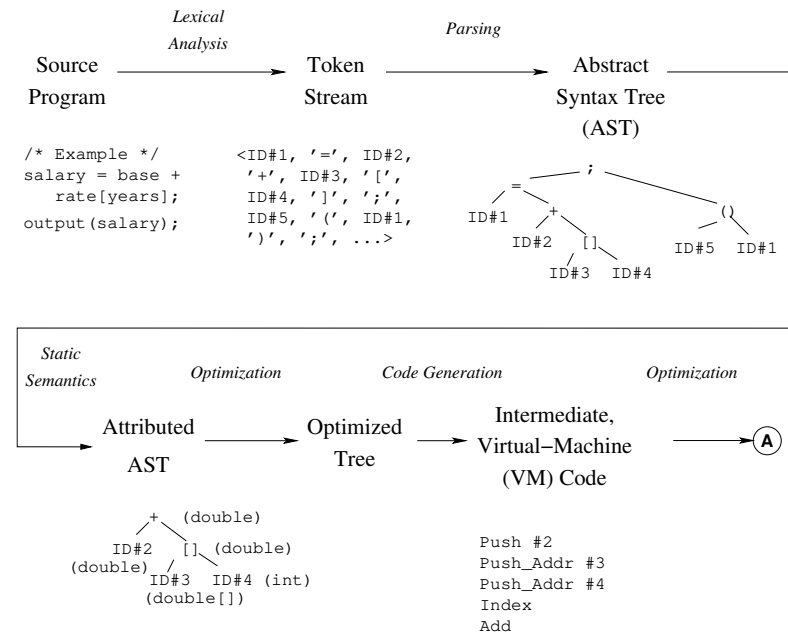 Lexical
Analysis
Parsing
Source
Program
Token
Stream
Abstract
Syntax Tree
(AST)
/* Example */
salary = base +
rate[years];
output(salary);
<ID#1, '=', ID#2,
'+', ID#3, '[',
ID#4, ']', ';',
ID#5, '(', ID#1,
')', ';', ...>
;
=
ID#1
+
()
ID#2
[]
ID#5 ID#1
ID#3 ID#4
Static
Semantics
Optimization
Code Generation
Optimization
Attributed
AST
Optimized
Tree
Intermediate,
Virtual–Machine
(VM) Code
A
+ (double)
ID#2 [] (double)
(double)
ID#3 ID#4 (int)
(double[])
Push #2
Push_Addr #3
Push_Addr #4
Index
Add